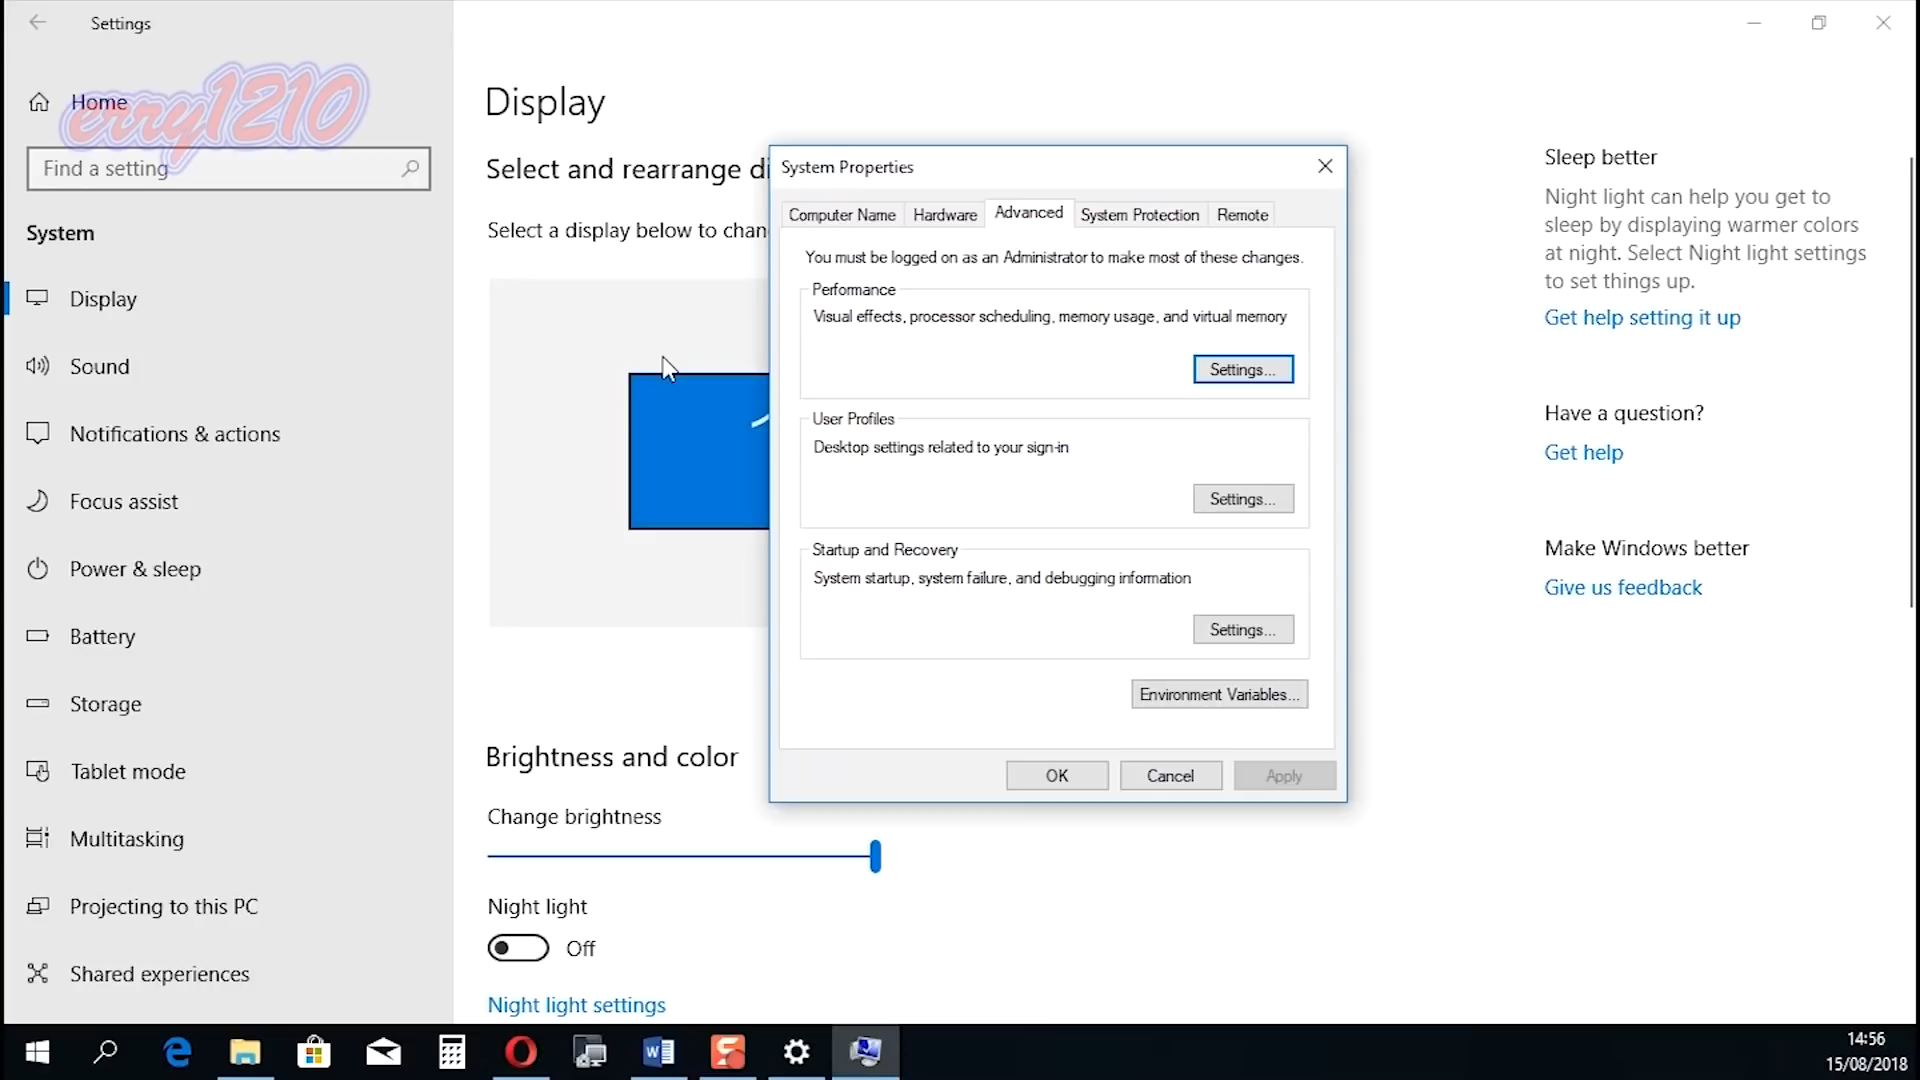 Settings
Home
erry1210
Find a setting
System
Display
Sound
Notifications & actions
Focus assist
Power & sleep
Battery
Storage
Tablet mode
Multitasking
Projecting to this PC
Shared experiences
Display
Select and rearrange di
Select a display below to chan
Brightness and color
Change brightness
Night light
Off
Night light settings
System Properties
Computer Name Hardware Advanced System Protection Remote
You must be logged on as an Administrator to make most of these changes.
Performance
Visual effects, processor scheduling, memory usage, and virtual memory
Settings...
User Profiles
Desktop settings related to your sign-in
Settings...
Startup and Recovery
System startup, system failure, and debugging information
Settings...
Environment Variables...
OK Cancel Apply
Sleep better
Night light can help you get to
sleep by displaying warmer colors
at night. Select Night light settings
to set things up.
Get help setting it up
Have a question?
Get help
Make Windows better
Give us feedback
14:56
15/08/2018